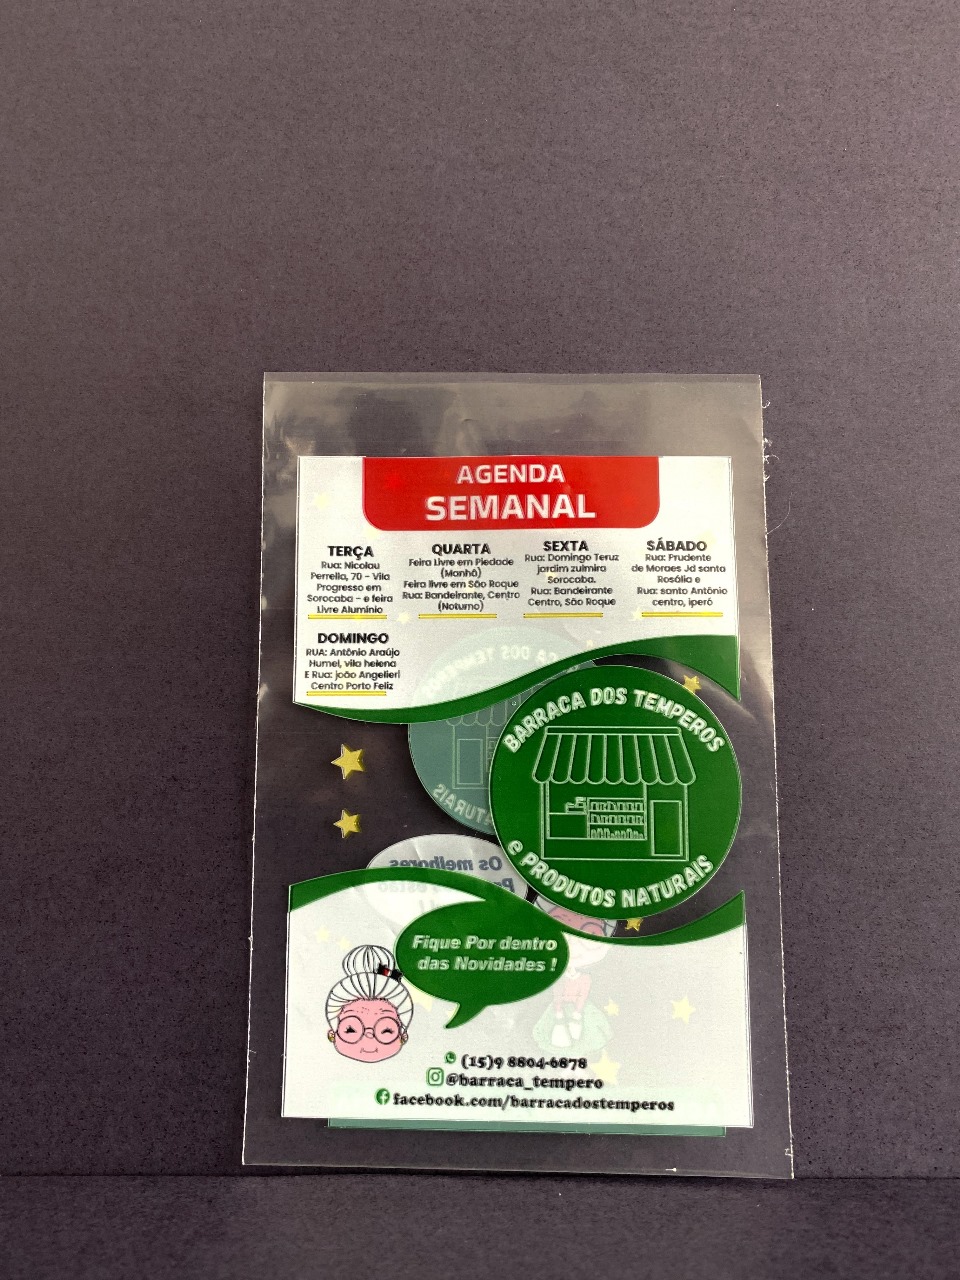 AGENDA
SEMANAL
TERÇA
Rua: Nicolau
Perrella, 70 - Vila
Progresso em
Sorocaba - e feira
Livre Alumínio
QUARTA
Feira Livre em Piedade
(Manhã)
Feira livre em São Roque
Rua: Bandeirante, Centro
(Noturno)
SEXTA
Rua: Domingo Teruz
jardim zulmira
Sorocaba.
Rua: Bandeirante
Centro, São Roque
SÁBADO
Rua: Prudente
de Moraes Jd santa
Rosália e
Rua: santo Antônio
centro, iperó
DOMINGO
RUA: Antônio Araújo
Humel, vila helena
E Rua: joão Angelieri
Centro Porto Feliz
BARRACA DOS TEMPEROS
e PRODUTOS NATURAIS
Os melhores
Fique Por dentro
das Novidades !
(15)9 8804-6878
@barraca_tempero
facebook.com/barracadostemperos